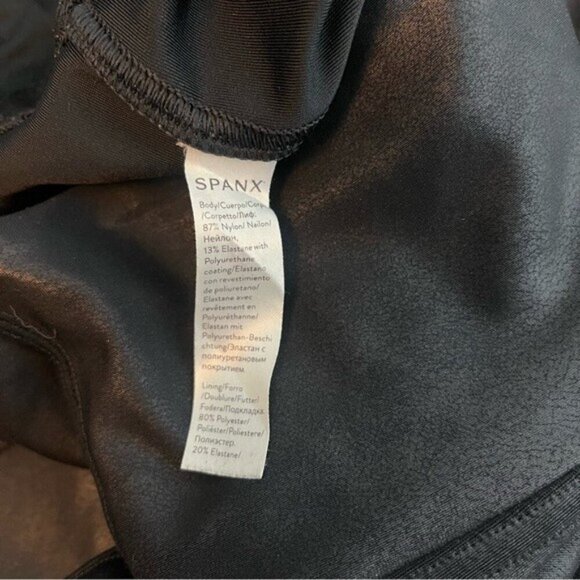 SPANX
Body/Cuerpo/Corps
/Corpetto/Лиф:
87% Nylon/ Nailon/
Нейлон,
13% Elastane with
Polyurethane
coating/Elastano
con revestimiento
de poliuretano/
Elastane avec
revêtement en
Polyuréthanne/
Elastan mit
Polyurethan-Beschi
chtung/Эластан с
полиуретановым
покрытием.
Lining/Forro
/Doublure/Futter/
Fodera/Подкладка:
80% Polyester/
Poliéster/Poliestere/
Полиэстер.
20% Elastane/